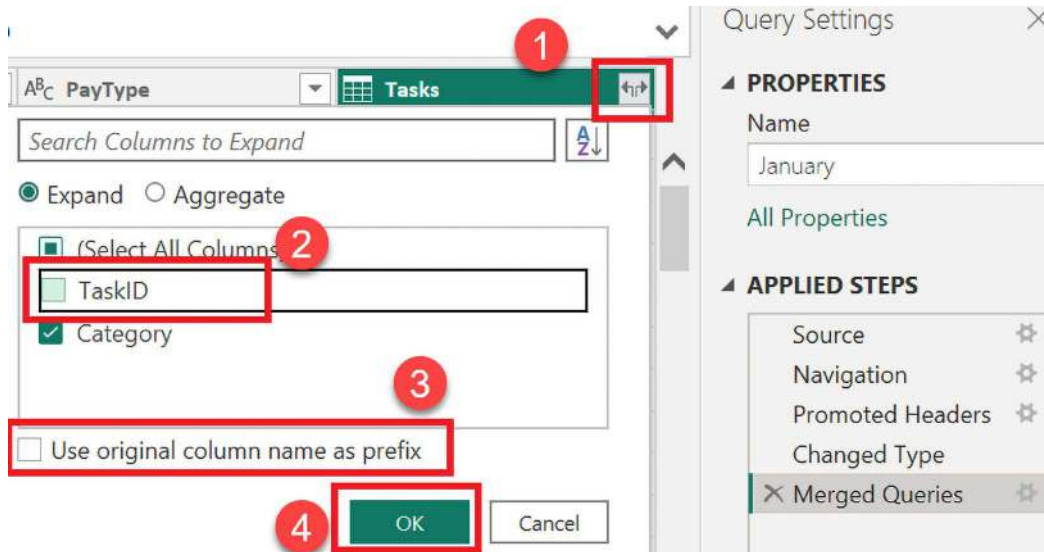 Query Settings
1
ABC PayType
Tasks
PROPERTIES
Search Columns to Expand
AZ
Name
January
Expand
Aggregate
All Properties
(Select All Columns
2
TaskID
APPLIED STEPS
Category
Source
Navigation
3
Promoted Headers
Use original column name as prefix
Changed Type
Merged Queries
4
OK
Cancel